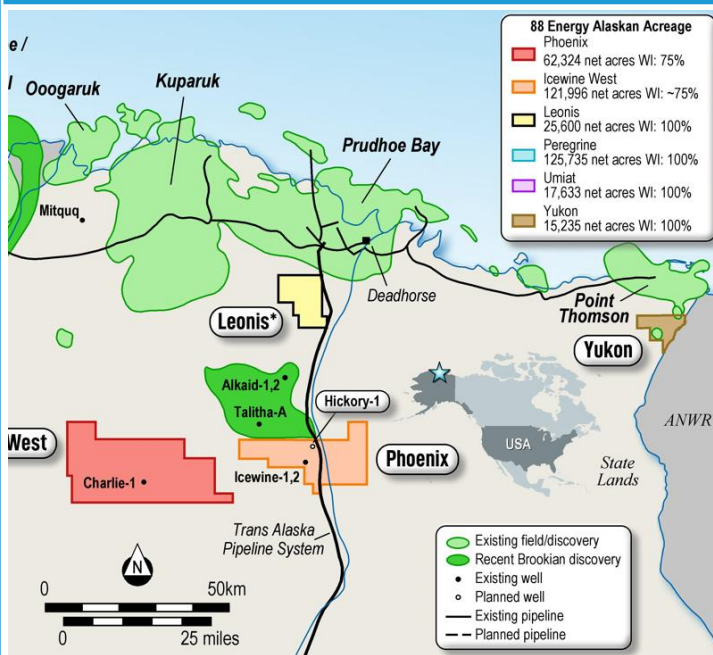 e /
l
Ooogaruk
Kuparuk
Prudhoe Bay
Mitquq
Deadhorse
Leonis*
Point
Thomson
Yukon
Alkaid-1,2
Talitha-A
Hickory-1
ANWR
West
Charlie-1
Icewine-1,2
Phoenix
USA
State
Lands
Trans Alaska
Pipeline System
N
0 50km
0 25 miles
88 Energy Alaskan Acreage
Phoenix
62,324 net acres WI: 75%
Icewine West
121,996 net acres WI: ~75%
Leonis
25,600 net acres WI: 100%
Peregrine
125,735 net acres WI: 100%
Umiat
17,633 net acres WI: 100%
Yukon
15,235 net acres WI: 100%
Existing field/discovery
Recent Brookian discovery
Existing well
Planned well
Existing pipeline
Planned pipeline